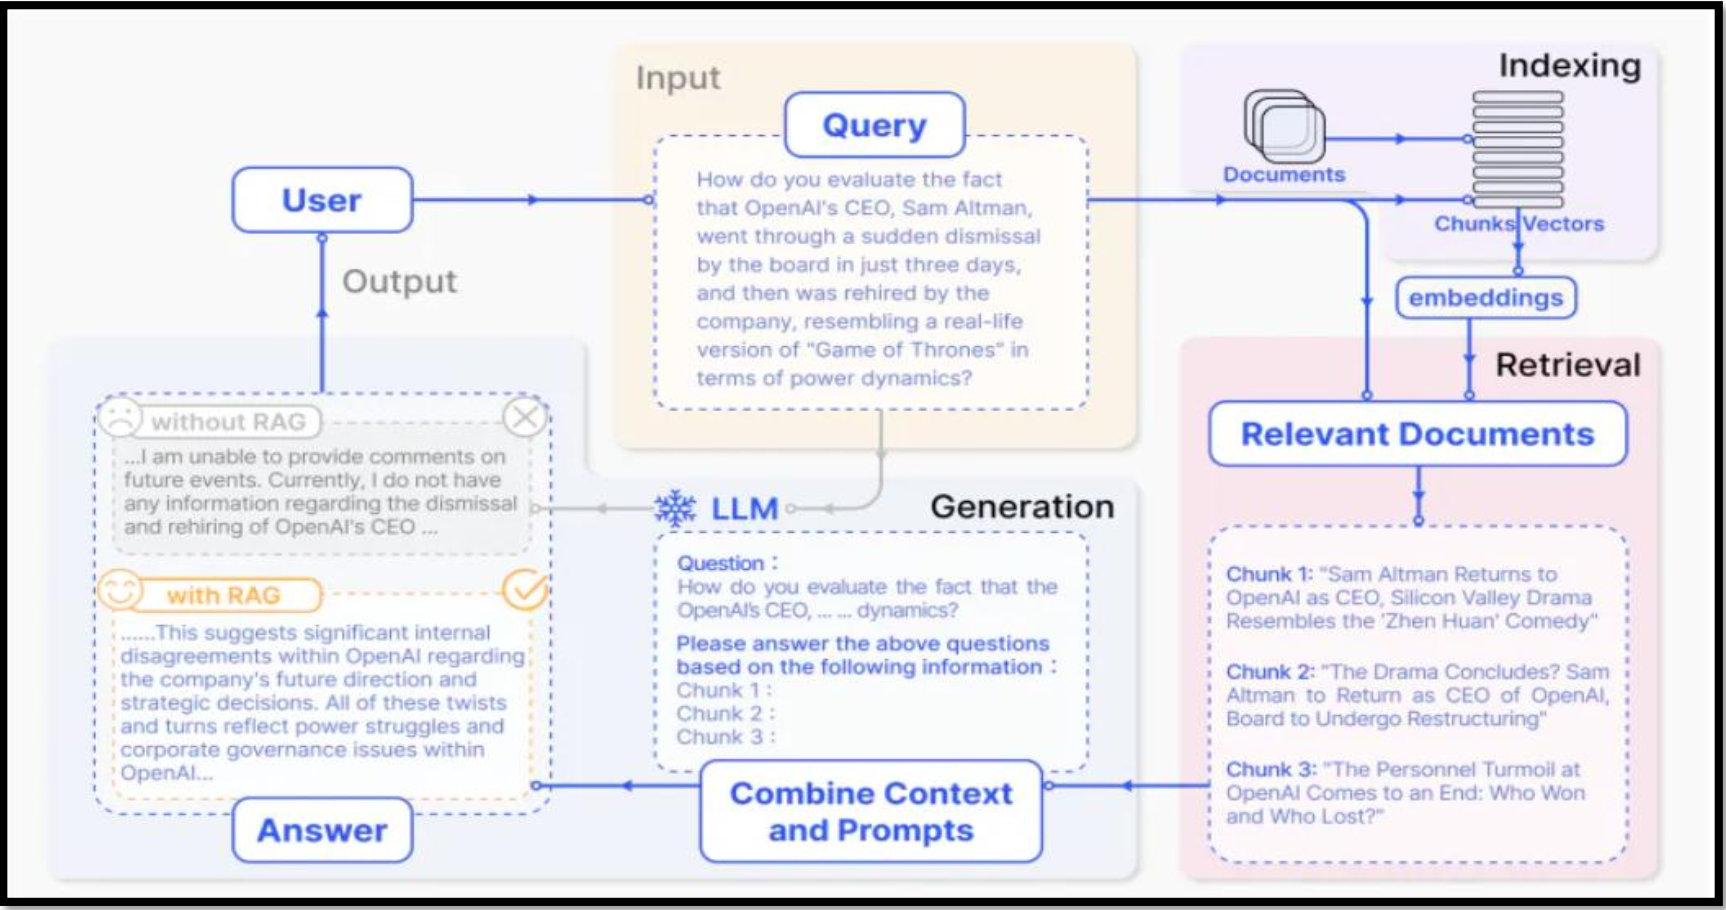 Input
Query
How do you evaluate the fact
that OpenAI's CEO, Sam Altman,
went through a sudden dismissal
by the board in just three days,
and then was rehired by the
company, resembling a real-life
version of "Game of Thrones" in
terms of power dynamics?
Indexing
Documents
Chunks Vectors
embeddings
User
Output
Retrieval
Relevant Documents
Chunk 1: "Sam Altman Returns to
OpenAI as CEO, Silicon Valley Drama
Resembles the 'Zhen Huan' Comedy"
Chunk 2: "The Drama Concludes? Sam
Altman to Return as CEO of OpenAI,
Board to Undergo Restructuring"
Chunk 3: "The Personnel Turmoil at
OpenAI Comes to an End: Who Won
and Who Lost?"
LLM
Generation
Question :
How do you evaluate the fact that the
OpenAI's CEO, ... ... dynamics?
Please answer the above questions
based on the following information :
Chunk 1 :
Chunk 2 :
Chunk 3 :
Combine Context
and Prompts
without RAG
...I am unable to provide comments on
future events. Currently, I do not have
any information regarding the dismissal
and rehiring of OpenAI's CEO ...
with RAG
......This suggests significant internal
disagreements within OpenAI regarding
the company's future direction and
strategic decisions. All of these twists
and turns reflect power struggles and
corporate governance issues within
OpenAI...
Answer